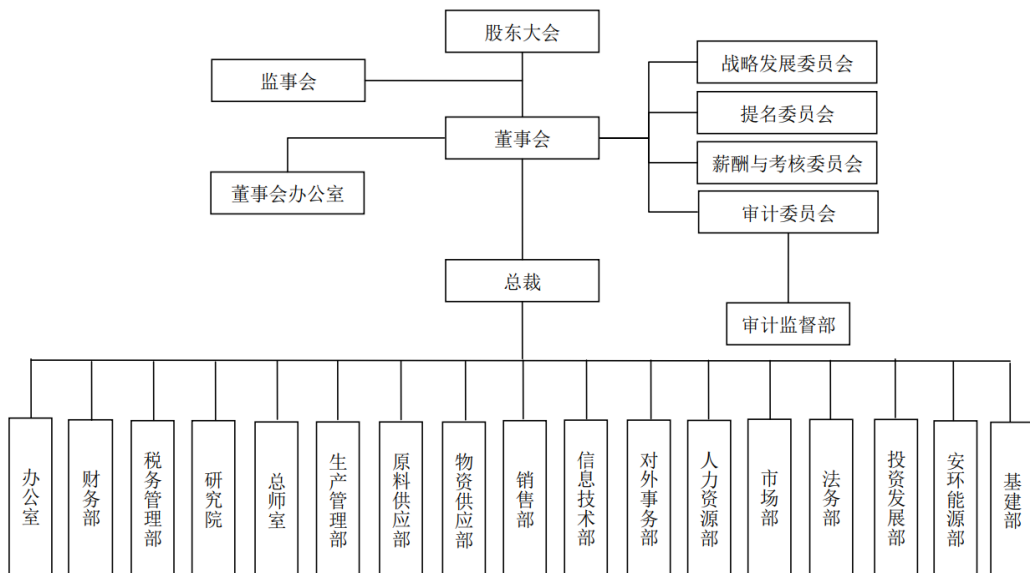 股东大会
监事会
战略发展委员会
提名委员会
董事会
薪酬与考核委员会
董事会办公室
审计委员会
总裁
审计监督部
办公室
财务部
税务管理部
研究院
总师室
生产管理部
原料供应部
物资供应部
销售部
信息技术部
对外事务部
人力资源部
市场部
法务部
投资发展部
安环能源部
基建部